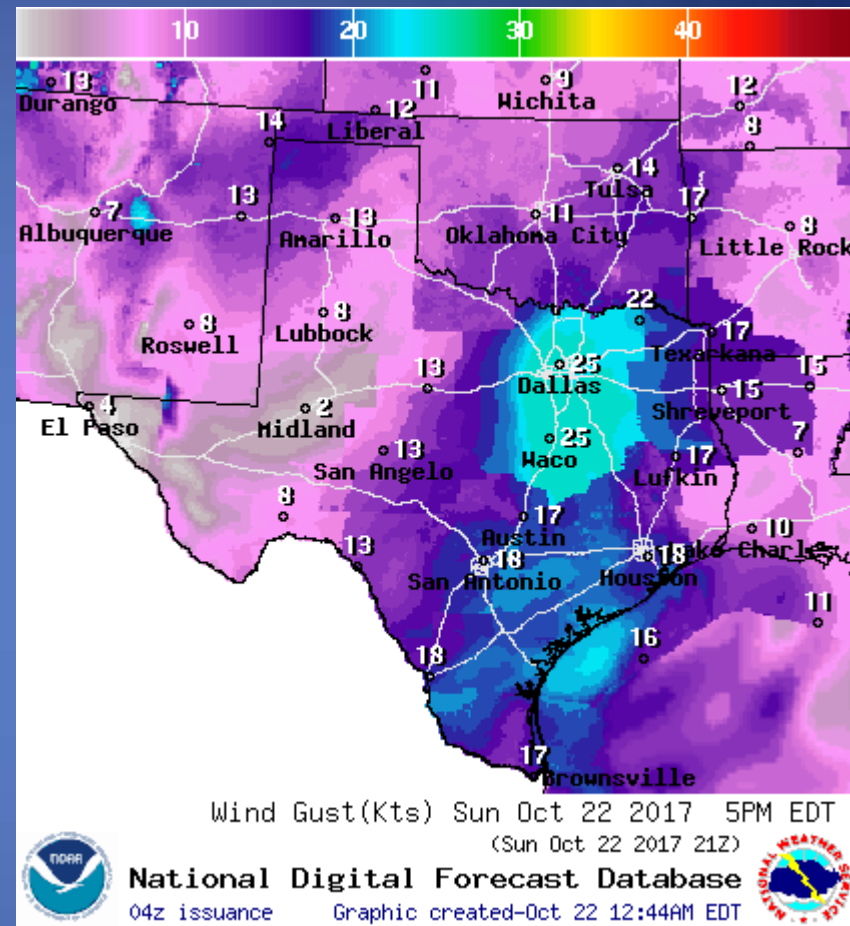 10 20 30 40
13 11 9 12
Durango Wichita
12
Liberal
14 8
14
Tulsa
7 13 13 11 17 8
Albuquerque Amarillo Oklahoma City Little Rock
8 8 22
Roswell Lubbock
17
Texarkana
25
Dallas
13 15 15
Shreveport
4 2
El Paso Midland
13 25 17 7
San Angelo Waco Lufkin
8 17 10
Austin
13 18 18
San Antonio Houston
11
18 16
17
Brownsville
Wind Gust(Kts) Sun Oct 22 2017 5PM EDT
(Sun Oct 22 2017 21Z)
NOAA
National Digital Forecast Database
04z issuance Graphic created-Oct 22 12:44AM EDT
NATIONAL WEATHER SERVICE